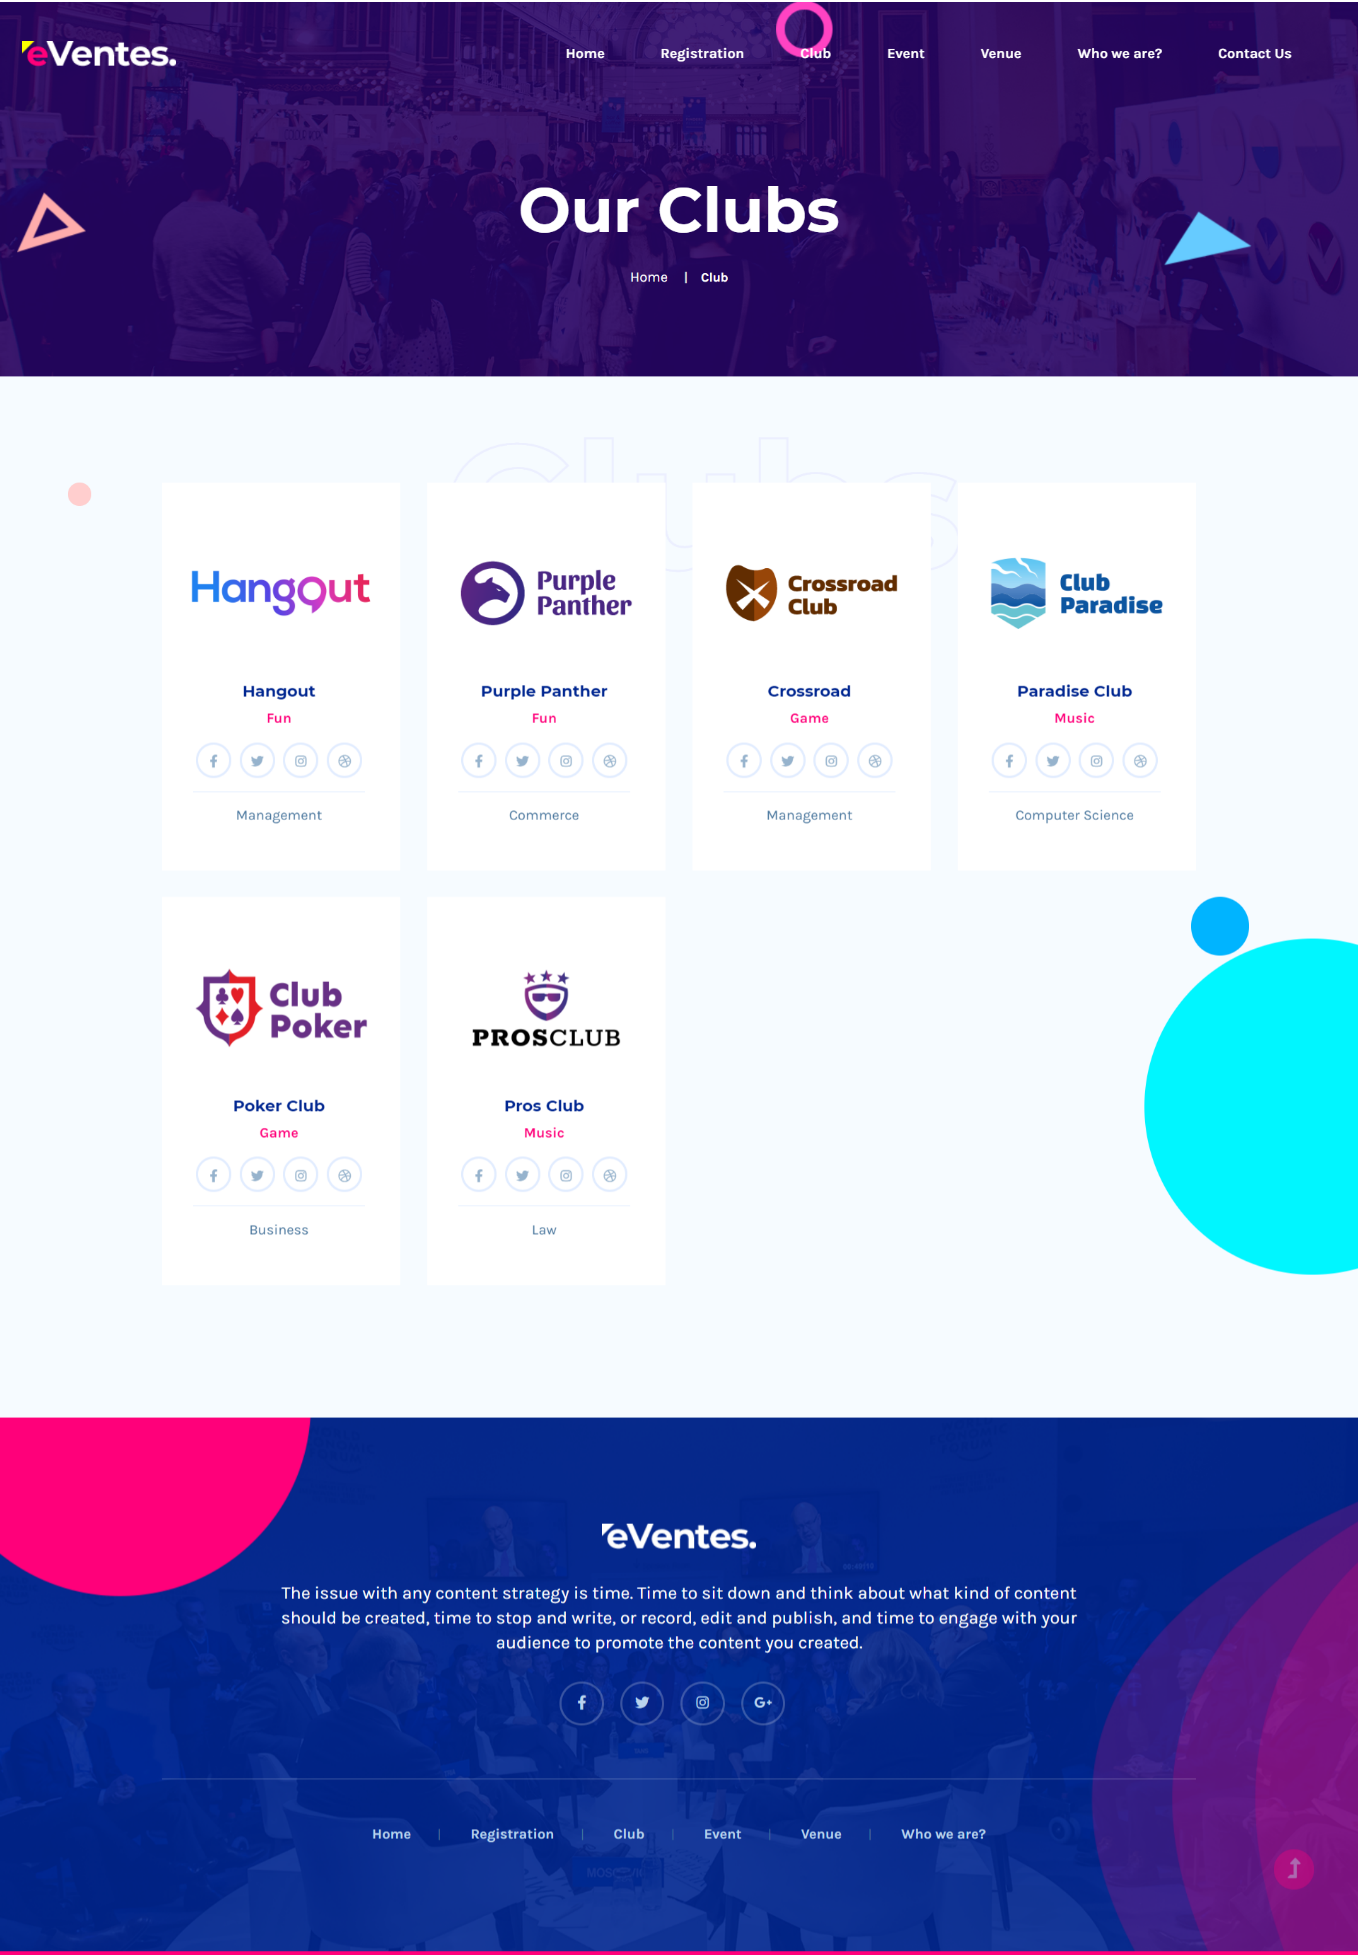 eVentes.
Home Registration Club Event Venue Who we are? Contact Us
Our Clubs
Home | Club
Clubs
Hangout
Purple
Panther
Crossroad
Club
Club
Paradise
Hangout
Fun
Management
Purple Panther
Fun
Commerce
Crossroad
Game
Management
Paradise Club
Music
Computer Science
Club
Poker
PROSCLUB
Poker Club
Game
Business
Pros Club
Music
Law
eVentes.
The issue with any content strategy is time. Time to sit down and think about what kind of content
should be created, time to stop and write, or record, edit and publish, and time to engage with your
audience to promote the content you created.
G+
Home | Registration | Club | Event | Venue | Who we are?